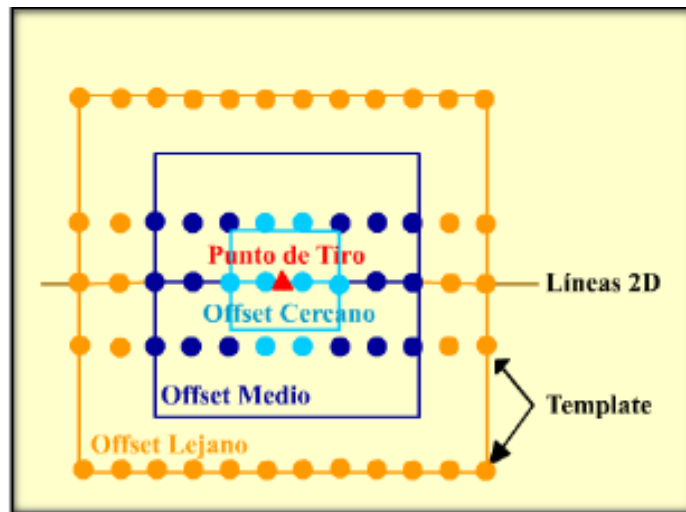 Punto de Tiro
Líneas 2D
Offset Cercano
Offset Medio
Template
Offset Lejano